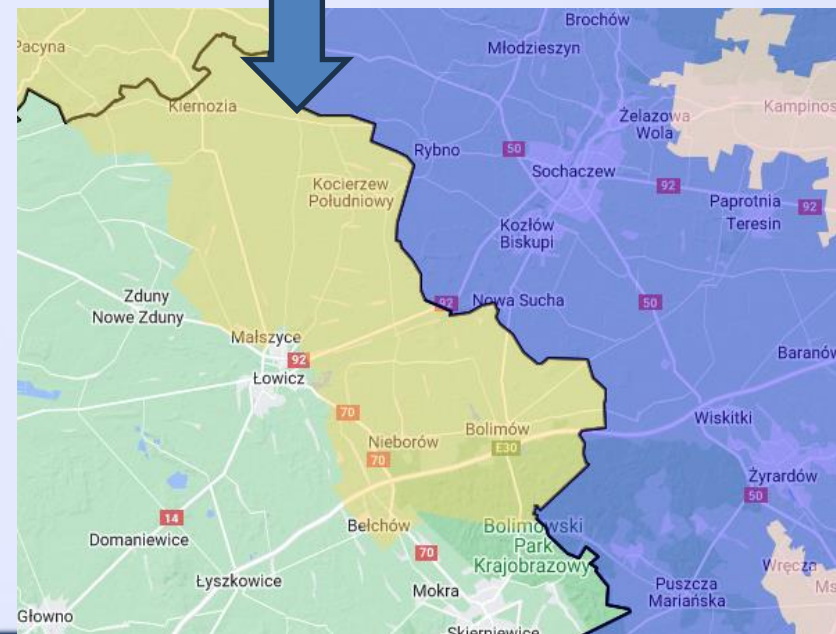 Brochów
Pacyna
Młodzieszyn
Kiernozia
Kampinos
Żelazowa
Wola
Rybno
50
Sochaczew
Kocierzew
Południowy
92
Paprotnia
Teresin
92
Kozłów
Biskupi
Zduny
Nowe Zduny
92
Nowa Sucha
50
Małszyce
92
Baranów
Łowicz
70
Wiskitki
Nieborów
Bolimów
E30
70
Żyrardów
50
14
Bełchów
Bolimowski
Park
Krajobrazowy
Domaniewice
70
Wręcza
Łyszkowice
Mokra
Puszcza
Mariańska
Ms
Głowno
Skierniewice